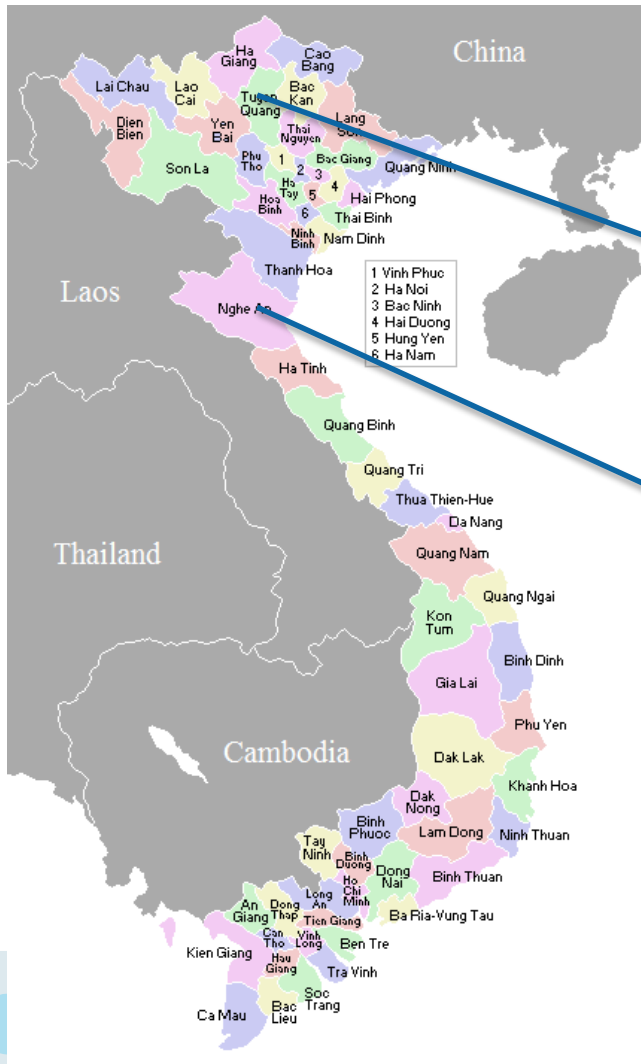 China
Ha
Giang
Cao
Bang
Lai Chau
Lao
Cai
Tuyen
Quang
Bac
Kan
Dien
Bien
Yen
Bai
Thai
Nguyen
Lang
Son
Son La
Phu
Tho
1
2
3
Bac Giang
Quang Ninh
Ha
Tay
4
5
Hai Phong
Hoa
Binh
6
Thai Binh
Ninh
Binh
Nam Dinh
Thanh Hoa
1 Vinh Phuc
2 Ha Noi
3 Bac Ninh
4 Hai Duong
5 Hung Yen
6 Ha Nam
Laos
Nghe An
Ha Tinh
Quang Binh
Quang Tri
Thua Thien-Hue
Da Nang
Thailand
Quang Nam
Quang Ngai
Kon
Tum
Binh Dinh
Gia Lai
Phu Yen
Cambodia
Dak Lak
Khanh Hoa
Dak
Nong
Binh
Phuoc
Lam Dong
Ninh Thuan
Tay
Ninh
Binh
Duong
Dong
Nai
Binh Thuan
Ho
Chi
Minh
Long
An
An
Giang
Dong
Thap
Tien Giang
Ba Ria-Vung Tau
Can
Tho
Vinh
Long
Ben Tre
Kien Giang
Hau
Giang
Tra Vinh
Soc
Trang
Bac
Lieu
Ca Mau